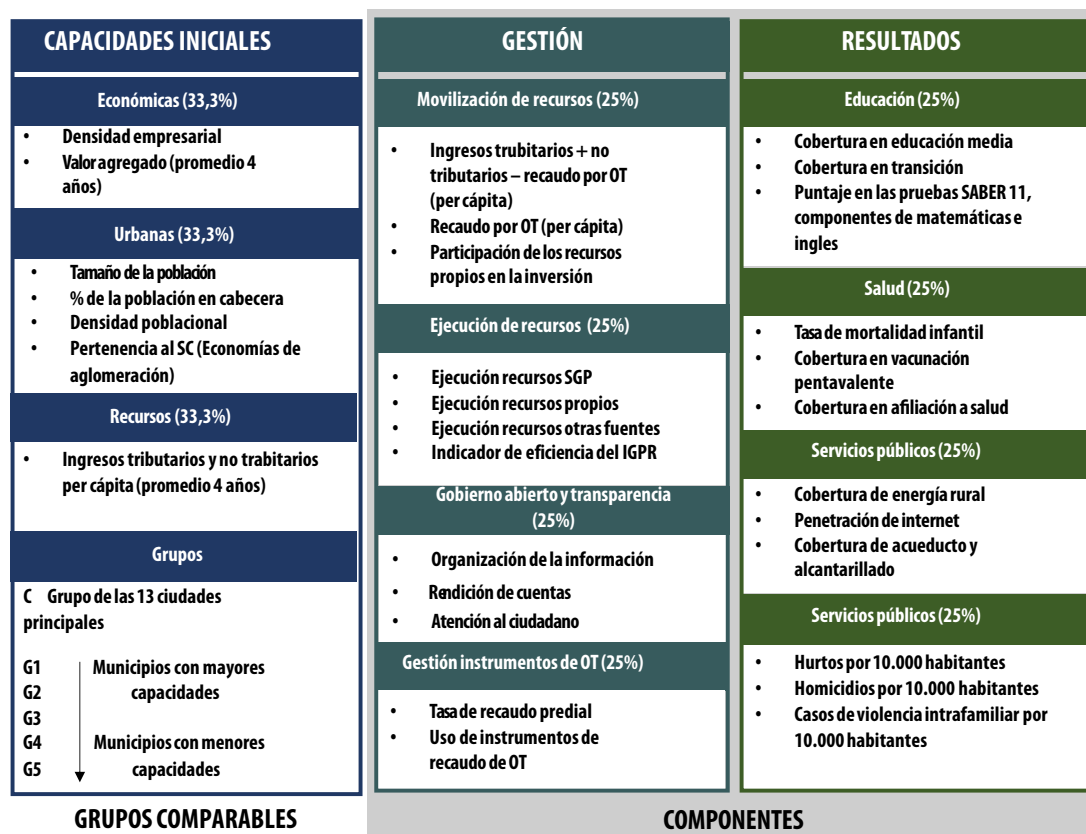 CAPACIDADES INICIALES
Económicas (33,3%)
• Densidad empresarial
• Valor agregado (promedio 4
años)
Urbanas (33,3%)
• Tamaño de la población
• % de la población en cabecera
• Densidad poblacional
• Pertenencia al SC (Economías de
aglomeración)
Recursos (33,3%)
• Ingresos tributarios y no trabitarios
per cápita (promedio 4 años)
Grupos
C Grupo de las 13 ciudades
principales
G1 Municipios con mayores
G2 capacidades
G3
G4 Municipios con menores
G5 capacidades
GRUPOS COMPARABLES
GESTIÓN
Movilización de recursos (25%)
• Ingresos trubitarios + no
tributarios – recaudo por OT
(per cápita)
• Recaudo por OT (per cápita)
• Participación de los recursos
propios en la inversión
Ejecución de recursos (25%)
• Ejecución recursos SGP
• Ejecución recursos propios
• Ejecución recursos otras fuentes
• Indicador de eficiencia del IGPR
Gobierno abierto y transparencia
(25%)
• Organización de la información
• Rendición de cuentas
• Atención al ciudadano
Gestión instrumentos de OT (25%)
• Tasa de recaudo predial
• Uso de instrumentos de
recaudo de OT
RESULTADOS
Educación (25%)
• Cobertura en educación media
• Cobertura en transición
• Puntaje en las pruebas SABER 11,
componentes de matemáticas e
ingles
Salud (25%)
• Tasa de mortalidad infantil
• Cobertura en vacunación
pentavalente
• Cobertura en afiliación a salud
Servicios públicos (25%)
• Cobertura de energía rural
• Penetración de internet
• Cobertura de acueducto y
alcantarillado
Servicios públicos (25%)
• Hurtos por 10.000 habitantes
• Homicidios por 10.000 habitantes
• Casos de violencia intrafamiliar por
10.000 habitantes
COMPONENTES